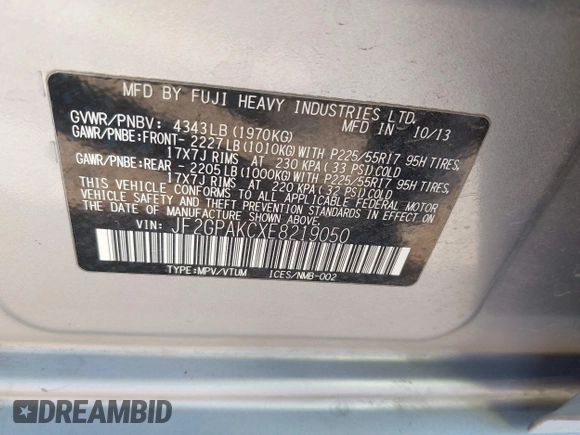 MFD BY FUJI HEAVY INDUSTRIES LTD.
GVWR/PNBV: 4343LB(1970KG) MFD IN 10/13
GAWR/PNBE:FRONT- 2227LB(1010KG)WITH P225/55R17 95H TIRES,
17X7J RIMS AT 230 KPA(33 PSI)COLD
GAWR/PNBE:REAR - 2205LB(1000KG)WITH P225/55R17 95H TIRES,
17X7J RIMS AT 220 KPA(32 PSI)COLD
THIS VEHICLE CONFORMS TO ALL APPLICABLE FEDERAL MOTOR
VEHICLE SAFETY AND THEFT PREVENTION STANDARDS IN EFFECT ON
THE DATE OF MANUFACTURE SHOWN ABOVE.
VIN: JF2GPAKCXE8219050
TYPE:MPV/VTUM ICES/NMB-002
DREAMBID